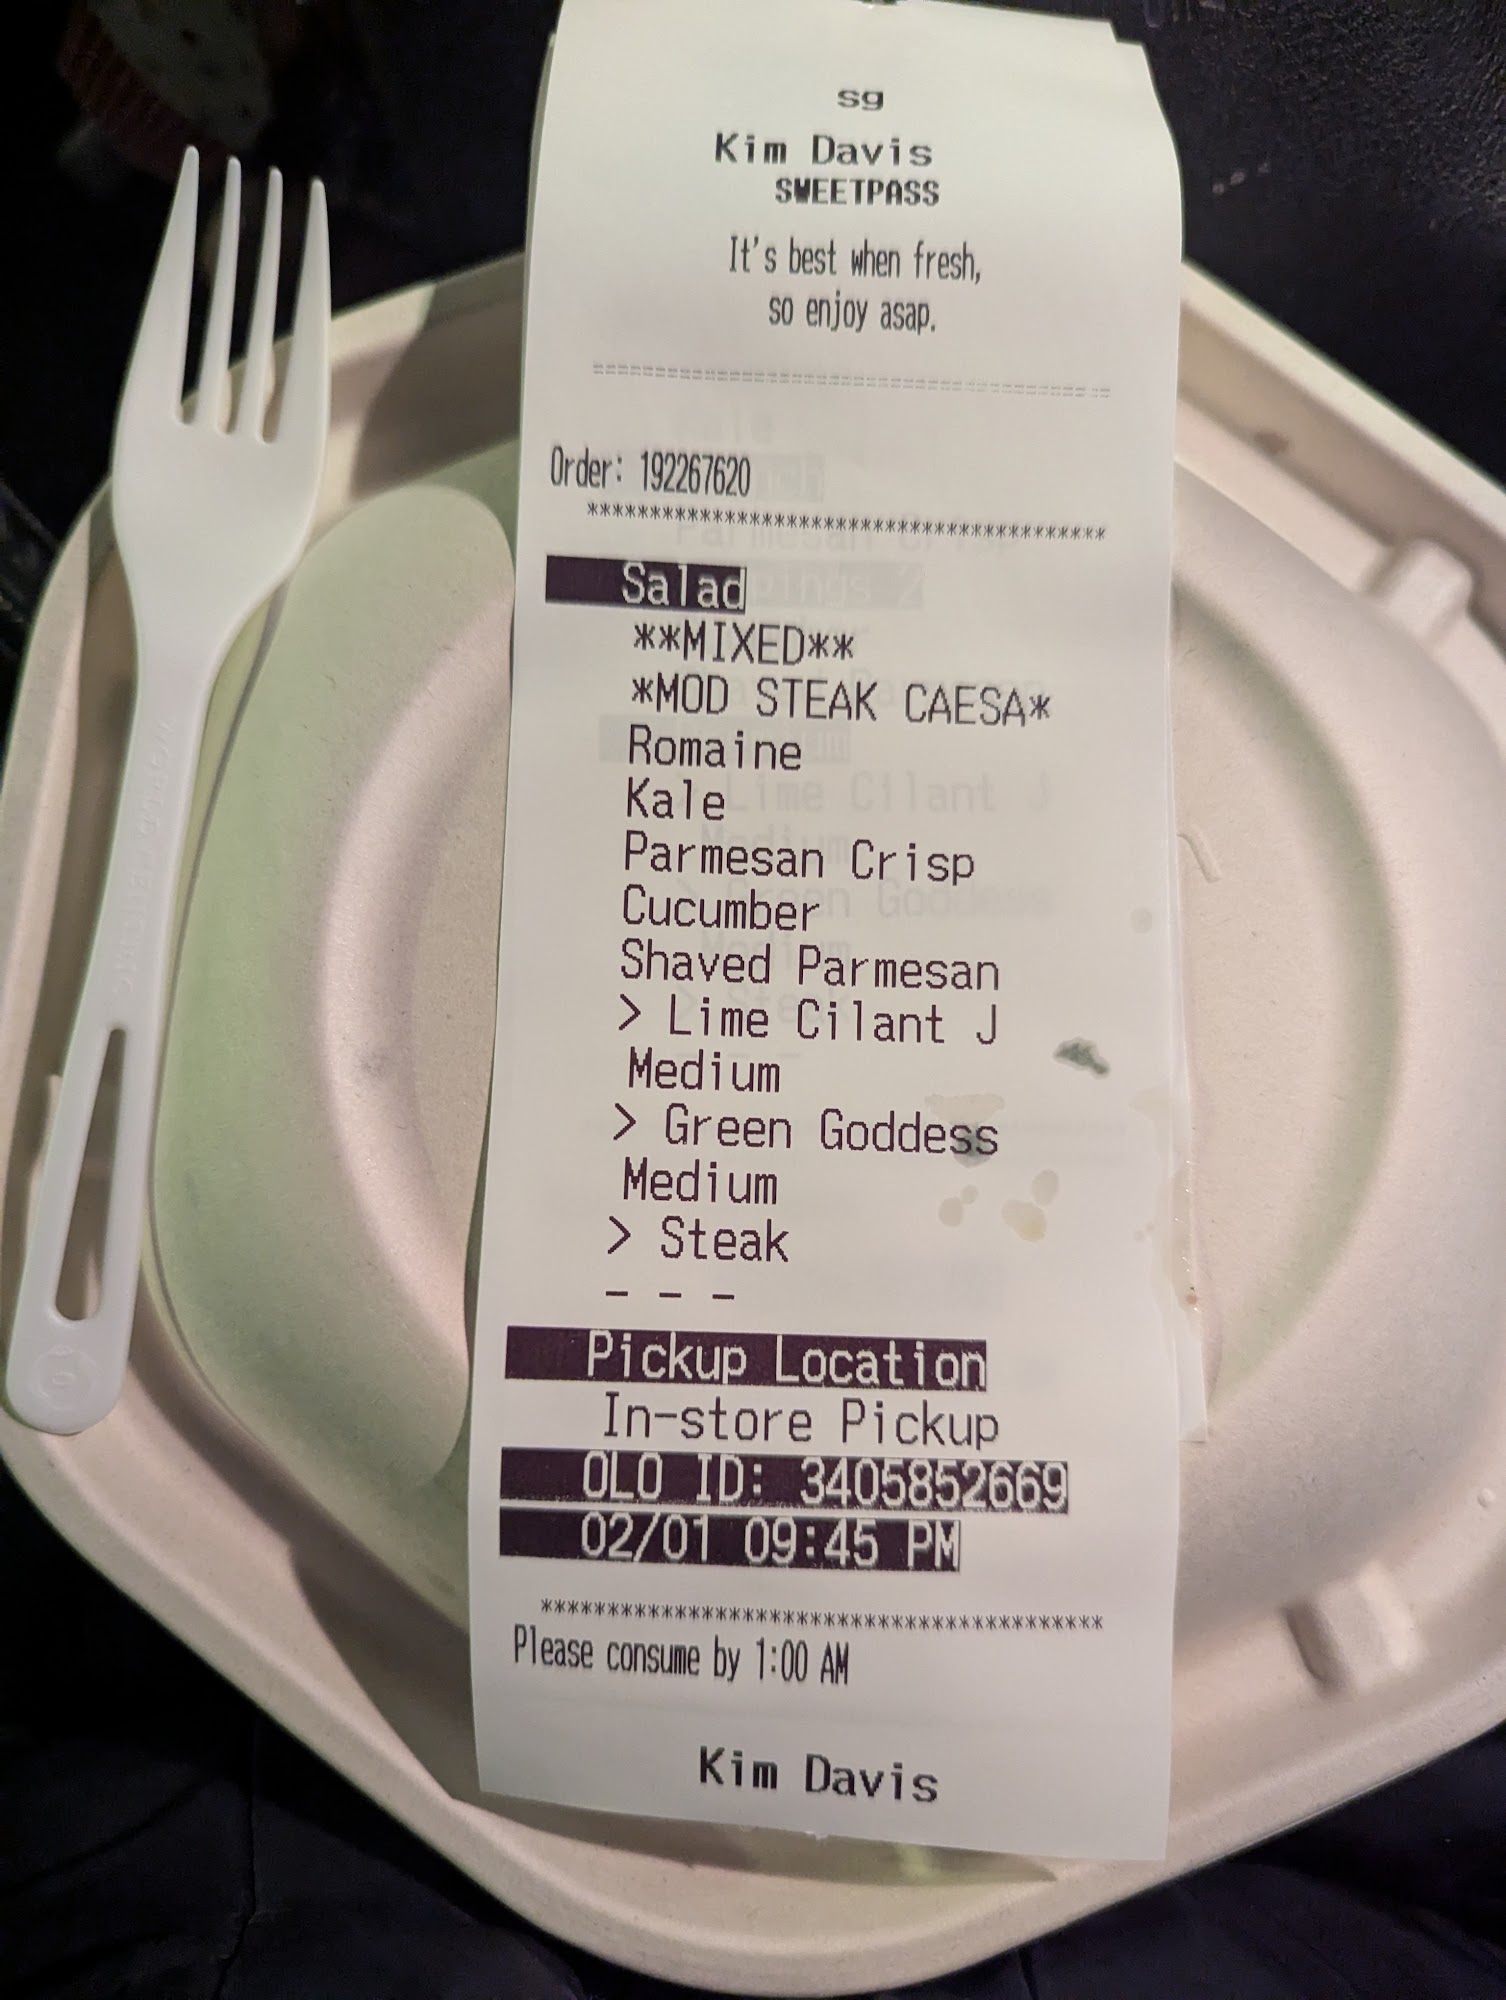 sg
Kim Davis
SWEETPASS
It's best when fresh,
so enjoy asap.
========================================
Order: 192267620
******************************************
Salad
**MIXED**
*MOD STEAK CAESA*
Romaine
Kale
Parmesan Crisp
Cucumber
Shaved Parmesan
> Lime Cilant J
Medium
> Green Goddess
Medium
> Steak
- - -
Pickup Location
In-store Pickup
OLO ID: 3405852669
02/01 09:45 PM
******************************************
Please consume by 1:00 AM
Kim Davis